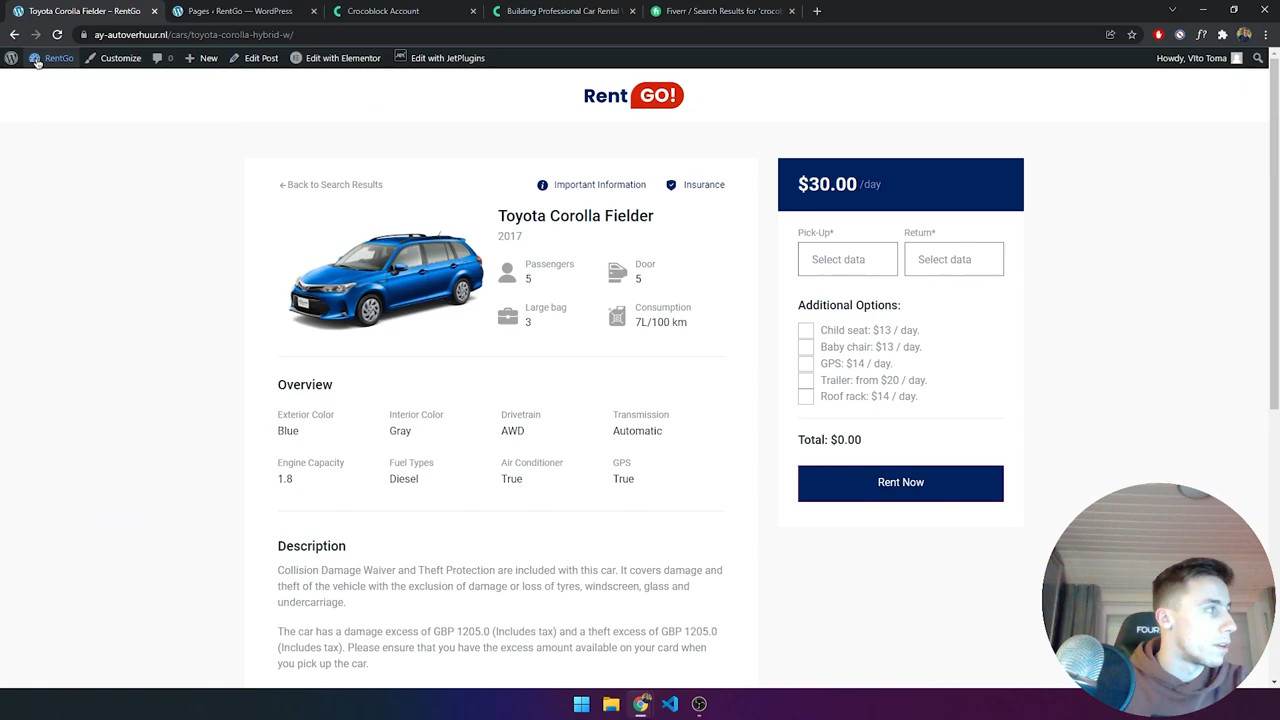 Toyota Corolla Fielder – RentGo
Pages ‹ RentGo — WordPress
Crocoblock Account
Building Professional Car Rental
Fiverr / Search Results for 'croco
ay-autoverhuur.nl/cars/toyota-corolla-hybrid-w/
RentGo Customize 0 New Edit Post Edit with Elementor Edit with JetPlugins Howdy, Vito Toma
Rent GO!
Back to Search Results
Important Information
Insurance
Toyota Corolla Fielder
2017
Passengers
5
Door
5
Large bag
3
Consumption
7L/100 km
Overview
Exterior Color
Blue
Interior Color
Gray
Drivetrain
AWD
Transmission
Automatic
Engine Capacity
1.8
Fuel Types
Diesel
Air Conditioner
True
GPS
True
Description
Collision Damage Waiver and Theft Protection are included with this car. It covers damage and
theft of the vehicle with the exclusion of damage or loss of tyres, windscreen, glass and
undercarriage.
The car has a damage excess of GBP 1205.0 (Includes tax) and a theft excess of GBP 1205.0
(Includes tax). Please ensure that you have the excess amount available on your card when
you pick up the car.
$30.00 /day
Pick-Up*
Return*
Select data
Select data
Additional Options:
Child seat: $13 / day.
Baby chair: $13 / day.
GPS: $14 / day.
Trailer: from $20 / day.
Roof rack: $14 / day.
Total: $0.00
Rent Now
FOUR